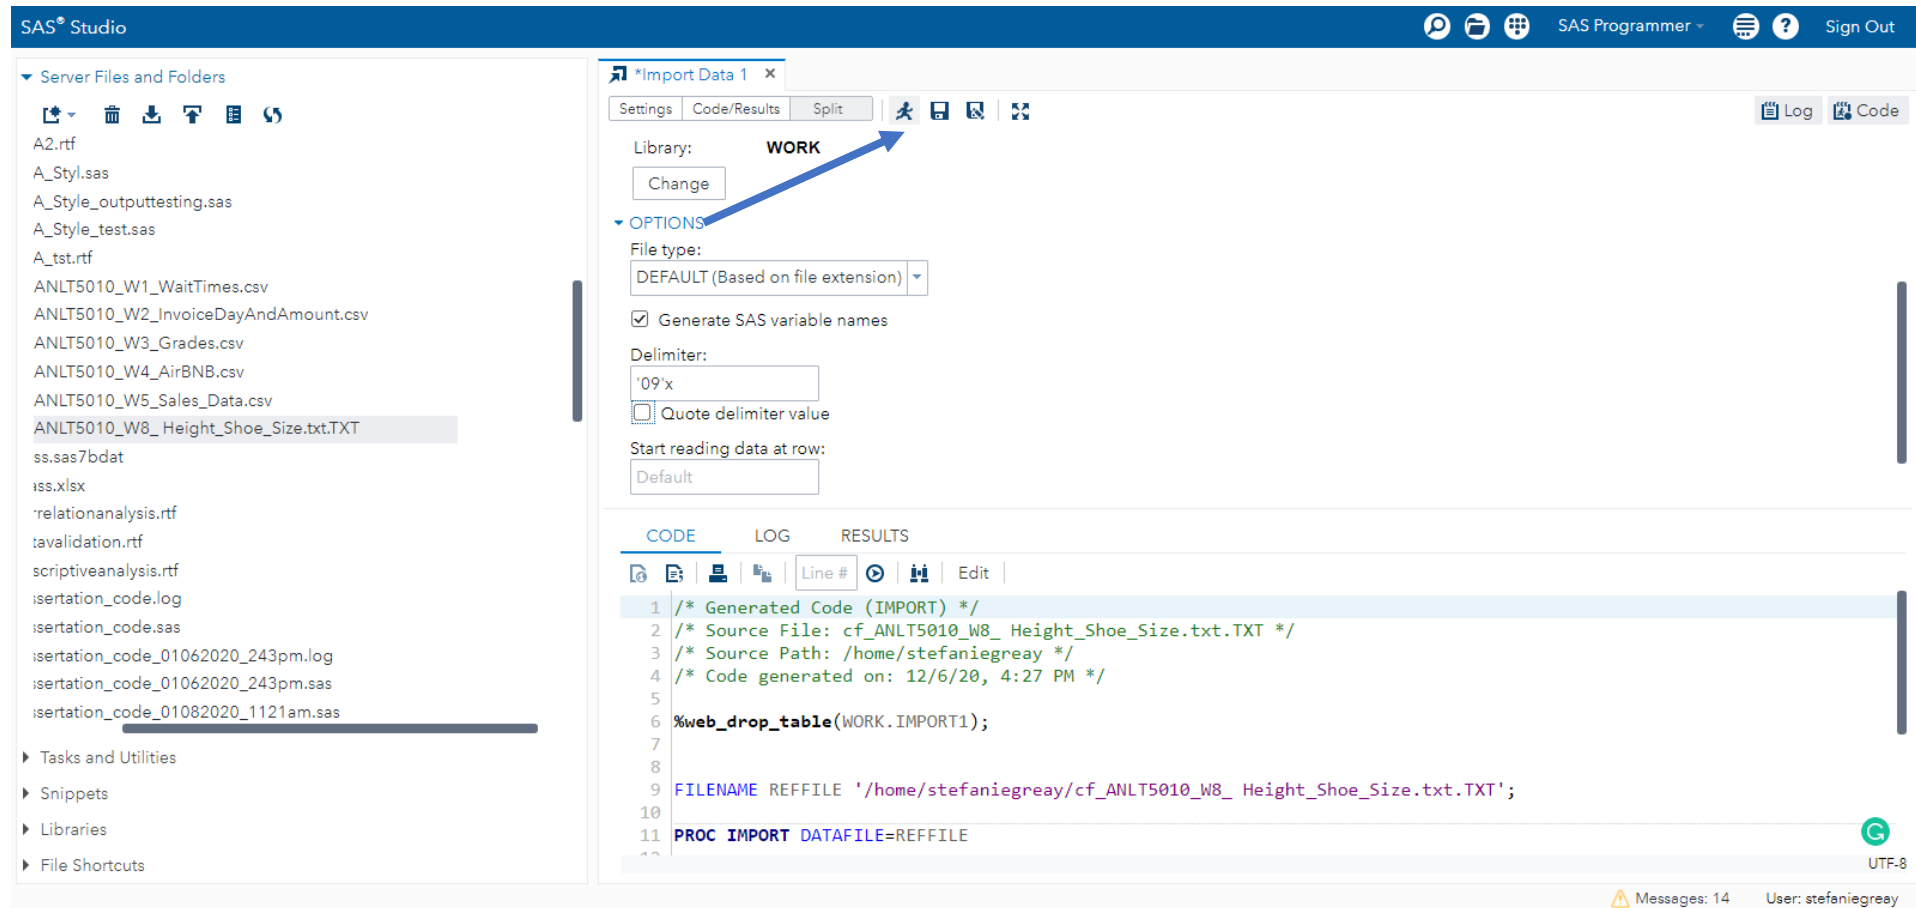 SAS® Studio
SAS Programmer
Sign Out
Server Files and Folders
A2.rtf
A_Styl.sas
A_Style_outputtesting.sas
A_Style_test.sas
A_tst.rtf
ANLT5010_W1_WaitTimes.csv
ANLT5010_W2_InvoiceDayAndAmount.csv
ANLT5010_W3_Grades.csv
ANLT5010_W4_AirBNB.csv
ANLT5010_W5_Sales_Data.csv
ANLT5010_W8_ Height_Shoe_Size.txt.TXT
ss.sas7bdat
ass.xlsx
rrelationanalysis.rtf
tavalidation.rtf
scriptiveanalysis.rtf
ssertation_code.log
ssertation_code.sas
ssertation_code_01062020_243pm.log
ssertation_code_01062020_243pm.sas
ssertation_code_01082020_1121am.sas
Tasks and Utilities
Snippets
Libraries
File Shortcuts
*Import Data 1
Settings Code/Results Split
Log Code
Library: WORK
Change
OPTIONS
File type:
DEFAULT (Based on file extension)
Generate SAS variable names
Delimiter:
'09'x
Quote delimiter value
Start reading data at row:
Default
CODE LOG RESULTS
Line # Edit
1 /* Generated Code (IMPORT) */
2 /* Source File: cf_ANLT5010_W8_ Height_Shoe_Size.txt.TXT */
3 /* Source Path: /home/stefaniegreay */
4 /* Code generated on: 12/6/20, 4:27 PM */
5
6 %web_drop_table(WORK.IMPORT1);
7
8
9 FILENAME REFFILE '/home/stefaniegreay/cf_ANLT5010_W8_ Height_Shoe_Size.txt.TXT';
10
11 PROC IMPORT DATAFILE=REFFILE
UTF-8
Messages: 14 User: stefaniegreay